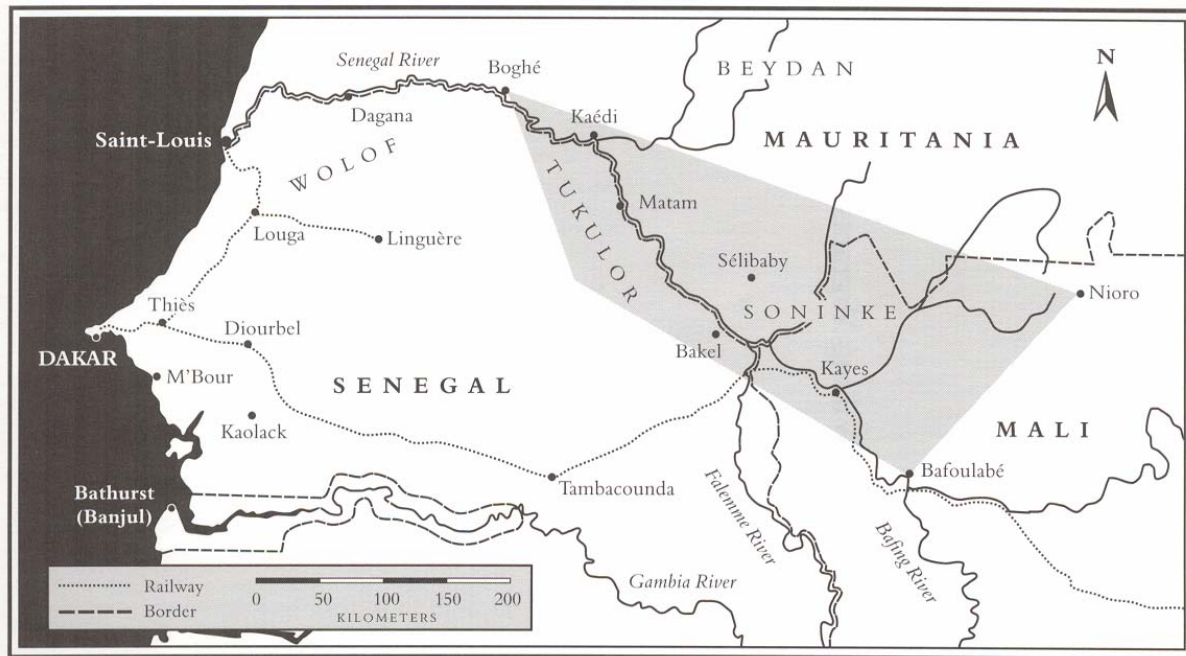 Senegal River
Boghé
BEYDAN
N
Dagana
Kaédi
Saint-Louis
MAURITANIA
WOLOF
TUKULOR
Matam
Louga
Linguère
Sélibaby
Nioro
Thiès
SONINKE
Diourbel
Bakel
DAKAR
Kayes
M'Bour
SENEGAL
Kaolack
MALI
Bafoulabé
Tambacounda
Bathurst
(Banjul)
Falemme River
Bafing River
Gambia River
Railway
Border
0 50 100 150 200
KILOMETERS